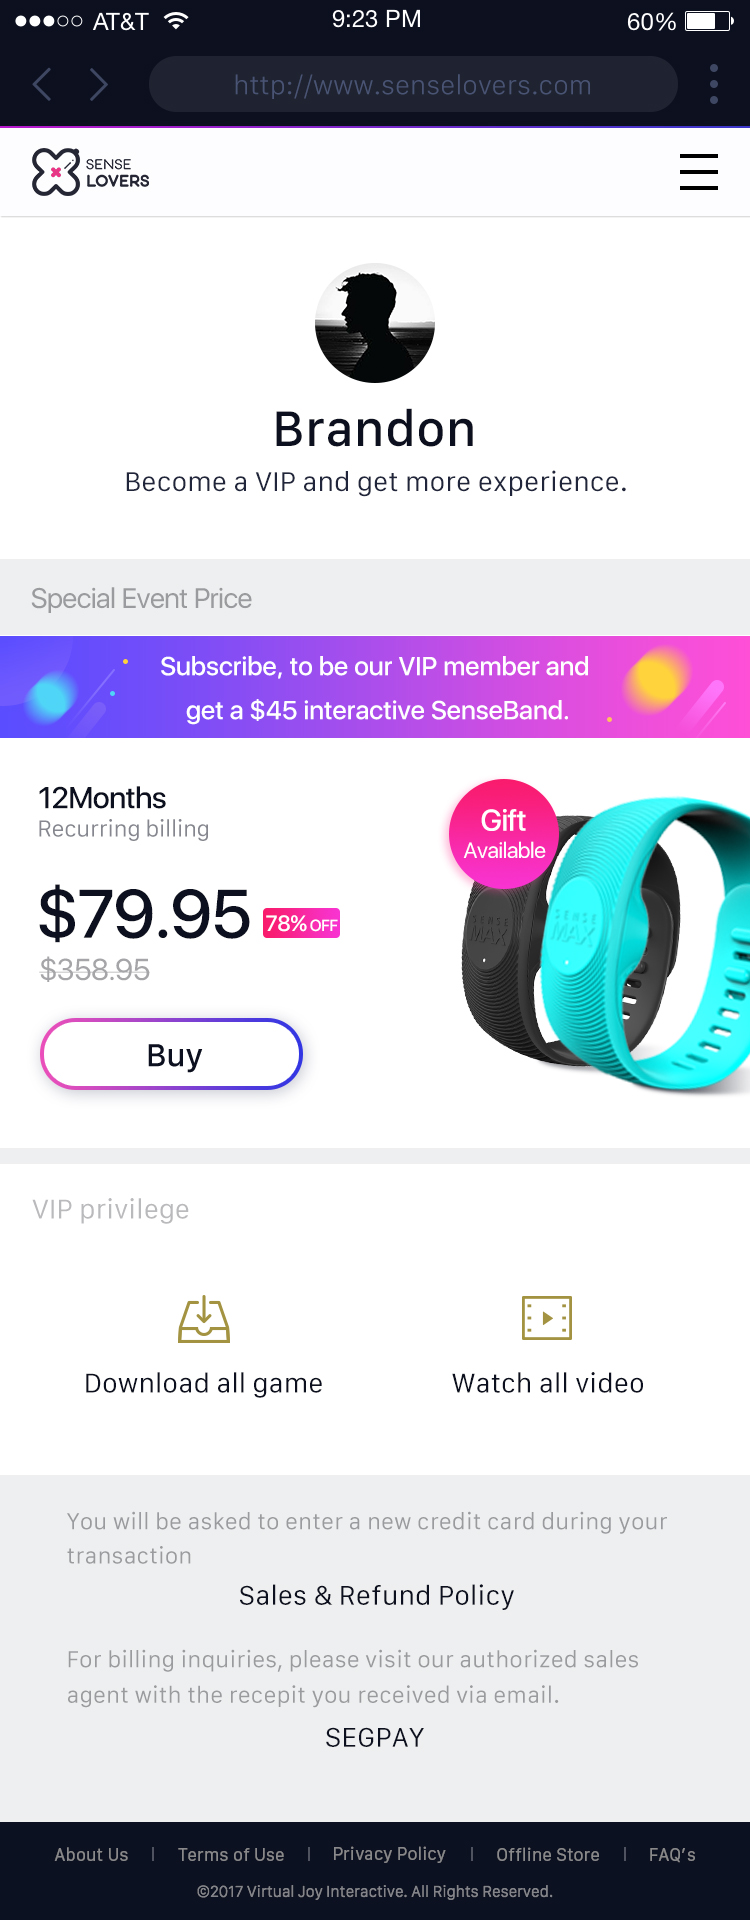 AT&T 9:23 PM 60%
http://www.senselovers.com
SENSE
LOVERS
Brandon
Become a VIP and get more experience.
Special Event Price
Subscribe, to be our VIP member and
get a $45 interactive SenseBand.
12Months
Recurring billing
Gift
Available
$79.95 78% OFF
$358.95
SENSE
MAX
SENSE
MAX
Buy
VIP privilege
Download all game
Watch all video
You will be asked to enter a new credit card during your
transaction
Sales & Refund Policy
For billing inquiries, please visit our authorized sales
agent with the recepit you received via email.
SEGPAY
About Us | Terms of Use | Privacy Policy | Offline Store | FAQ's
©2017 Virtual Joy Interactive. All Rights Reserved.